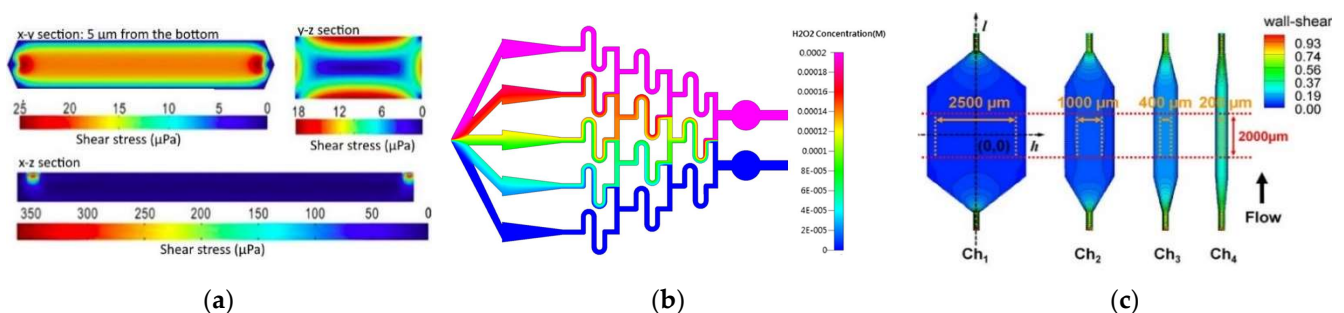 x-y section: 5 µm from the bottom
y-z section
25 20 15 10 5 0
Shear stress (µPa)
18 12 6 0
Shear stress (µPa)
x-z section
350 300 250 200 150 100 50 0
Shear stress (µPa)
(a)
H2O2 Concentration(M)
0.0002
0.00018
0.00016
0.00014
0.00012
0.0001
8E-005
6E-005
4E-005
2E-005
0
(b)
l
wall-shear
0.93
0.74
0.56
0.37
0.19
0.00
2500 µm 1000 µm 400 µm 200 µm
2000µm
(0,0) h
Flow
Ch1 Ch2 Ch3 Ch4
(c)